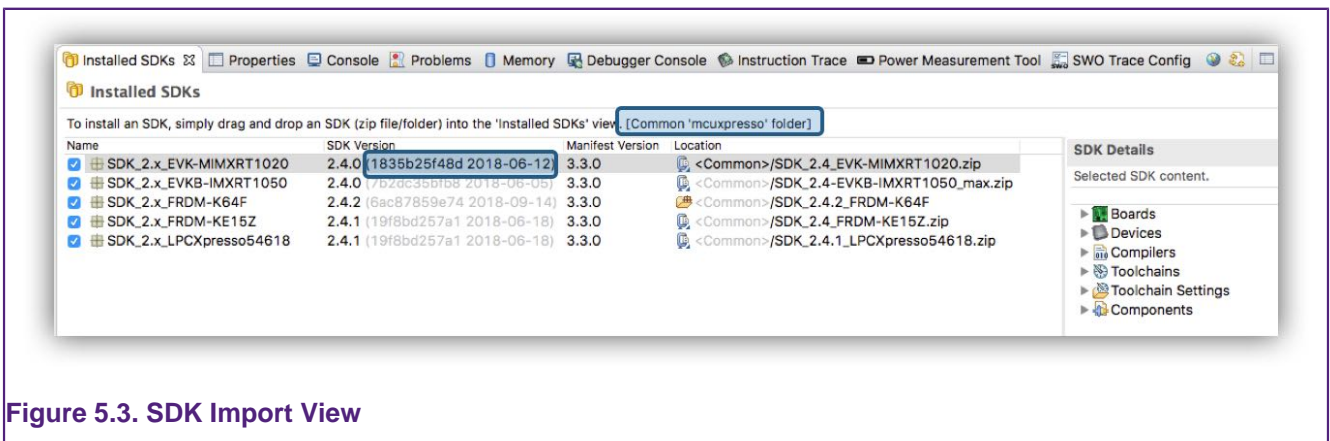 Installed SDKs Properties Console Problems Memory Debugger Console Instruction Trace Power Measurement Tool SWO Trace Config
Installed SDKs
To install an SDK, simply drag and drop an SDK (zip file/folder) into the 'Installed SDKs' view. [Common 'mcuxpresso' folder]
Name SDK Version Manifest Version Location
SDK_2.x_EVK-MIMXRT1020 2.4.0 (1835b25f48d 2018-06-12) 3.3.0 <Common>/SDK_2.4_EVK-MIMXRT1020.zip
SDK_2.x_EVKB-IMXRT1050 2.4.0 (7b2dc35bfb8 2018-06-05) 3.3.0 <Common>/SDK_2.4-EVKB-IMXRT1050_max.zip
SDK_2.x_FRDM-K64F 2.4.2 (6ac87859e74 2018-09-14) 3.3.0 <Common>/SDK_2.4.2_FRDM-K64F
SDK_2.x_FRDM-KE15Z 2.4.1 (19f8bd257a1 2018-06-18) 3.3.0 <Common>/SDK_2.4_FRDM-KE15Z.zip
SDK_2.x_LPCXpresso54618 2.4.1 (19f8bd257a1 2018-06-18) 3.3.0 <Common>/SDK_2.4.1_LPCXpresso54618.zip
SDK Details
Selected SDK content.
Boards
Devices
Compilers
Toolchains
Toolchain Settings
Components
Figure 5.3. SDK Import View